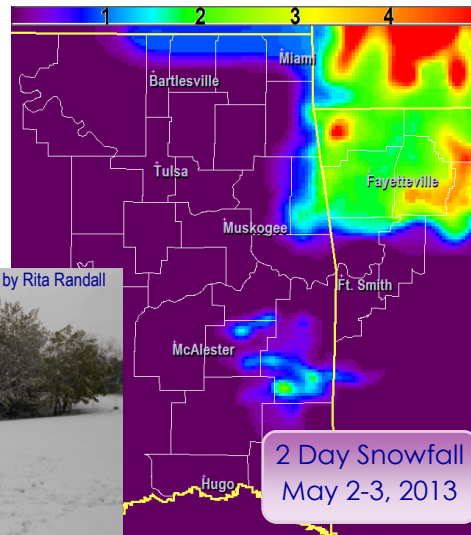 1 2 3 4
Miami
Bartlesville
Tulsa
Fayetteville
Muskogee
by Rita Randall
Ft. Smith
McAlester
2 Day Snowfall
May 2-3, 2013
Hugo